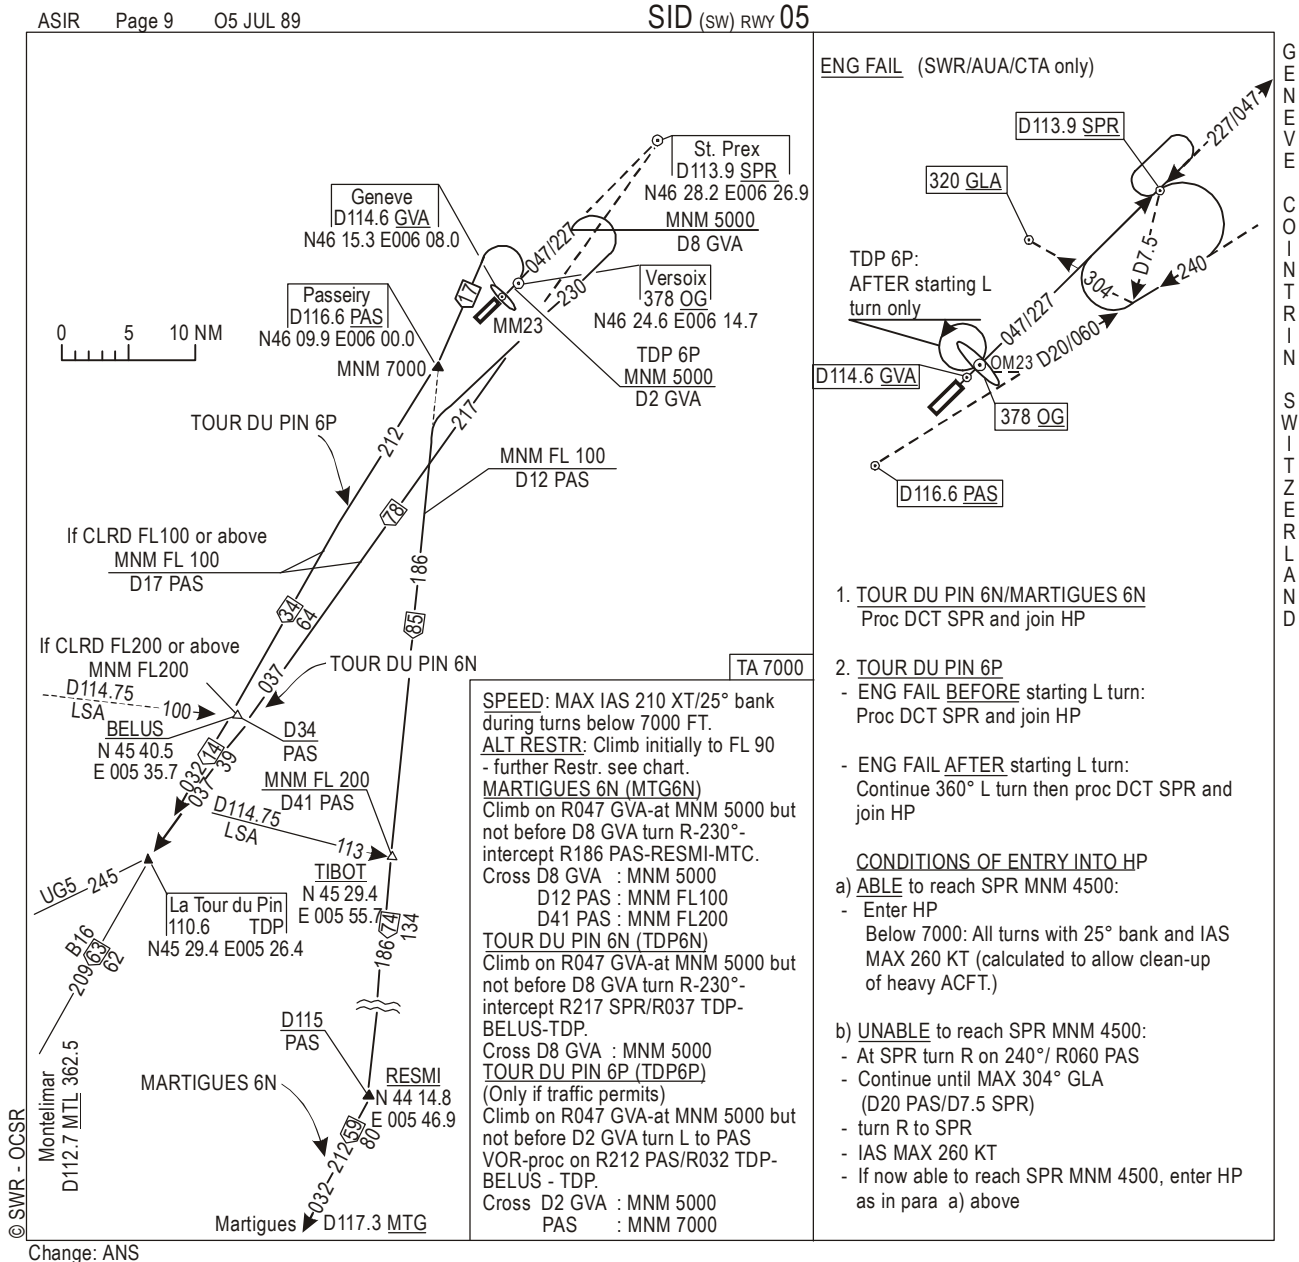 ASIR Page 9 O5 JUL 89
SID (SW) RWY 05
GENEVE COINTRIN SWITZERLAND
St. Prex
D113.9 SPR
N46 28.2 E006 26.9
Geneve
D114.6 GVA
N46 15.3 E006 08.0
MNM 5000
D8 GVA
047/227
230
Versoix
378 OG
N46 24.6 E006 14.7
Passeiry
D116.6 PAS
N46 09.9 E006 00.0
17
MM23
0 5 10 NM
MNM 7000
TDP 6P
MNM 5000
D2 GVA
TOUR DU PIN 6P
212
217
MNM FL 100
D12 PAS
78
If CLRD FL100 or above
MNM FL 100
D17 PAS
186
34
64
85
If CLRD FL200 or above
MNM FL200
TOUR DU PIN 6N
037
D114.75
LSA
100
BELUS
N 45 40.5
E 005 35.7
D34
PAS
14
39
032
037
MNM FL 200
D41 PAS
D114.75
LSA
113
TIBOT
N 45 29.4
E 005 55.7
UG5 245
La Tour du Pin
110.6 TDP
N45 29.4 E005 26.4
74
134
186
B16
209
63
62
Montelimar
D112.7 MTL 362.5
D115
PAS
RESMI
N 44 14.8
E 005 46.9
MARTIGUES 6N
59
80
032-212
Martigues D117.3 MTG
TA 7000
SPEED: MAX IAS 210 XT/25° bank
during turns below 7000 FT.
ALT RESTR: Climb initially to FL 90
- further Restr. see chart.
MARTIGUES 6N (MTG6N)
Climb on R047 GVA-at MNM 5000 but
not before D8 GVA turn R-230°-
intercept R186 PAS-RESMI-MTC.
Cross D8 GVA : MNM 5000
D12 PAS : MNM FL100
D41 PAS : MNM FL200
TOUR DU PIN 6N (TDP6N)
Climb on R047 GVA-at MNM 5000 but
not before D8 GVA turn R-230°-
intercept R217 SPR/R037 TDP-
BELUS-TDP.
Cross D8 GVA : MNM 5000
TOUR DU PIN 6P (TDP6P)
(Only if traffic permits)
Climb on R047 GVA-at MNM 5000 but
not before D2 GVA turn L to PAS
VOR-proc on R212 PAS/R032 TDP-
BELUS - TDP.
Cross D2 GVA : MNM 5000
PAS : MNM 7000
ENG FAIL (SWR/AUA/CTA only)
D113.9 SPR
227/047
320 GLA
TDP 6P:
AFTER starting L
turn only
D7.5
304
240
047/227
D20/060
OM23
D114.6 GVA
378 OG
D116.6 PAS
1. TOUR DU PIN 6N/MARTIGUES 6N
Proc DCT SPR and join HP
2. TOUR DU PIN 6P
- ENG FAIL BEFORE starting L turn:
Proc DCT SPR and join HP
- ENG FAIL AFTER starting L turn:
Continue 360° L turn then proc DCT SPR and
join HP
CONDITIONS OF ENTRY INTO HP
a) ABLE to reach SPR MNM 4500:
- Enter HP
Below 7000: All turns with 25° bank and IAS
MAX 260 KT (calculated to allow clean-up
of heavy ACFT.)
b) UNABLE to reach SPR MNM 4500:
- At SPR turn R on 240°/ R060 PAS
- Continue until MAX 304° GLA
(D20 PAS/D7.5 SPR)
- turn R to SPR
- IAS MAX 260 KT
- If now able to reach SPR MNM 4500, enter HP
as in para a) above
© SWR - OCSR
Change: ANS